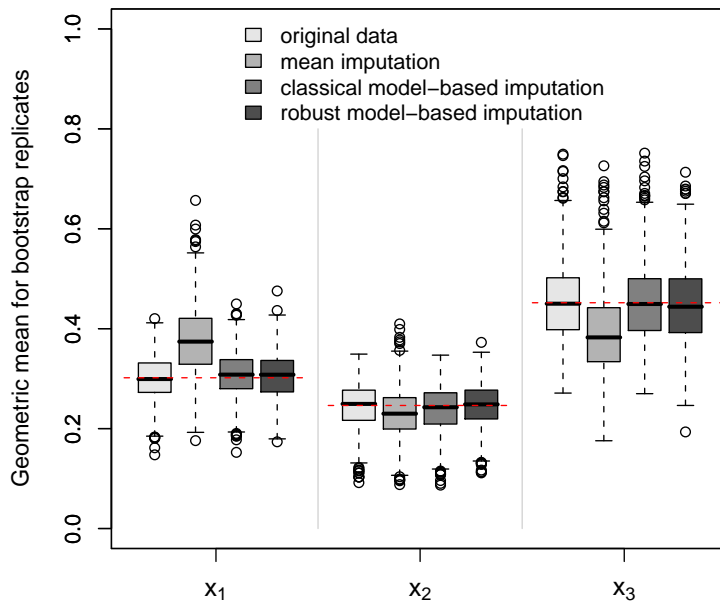 original data
mean imputation
classical model−based imputation
robust model−based imputation
Geometric mean for bootstrap replicates
1.0
0.8
0.6
0.4
0.2
0.0
x₁ x₂ x₃